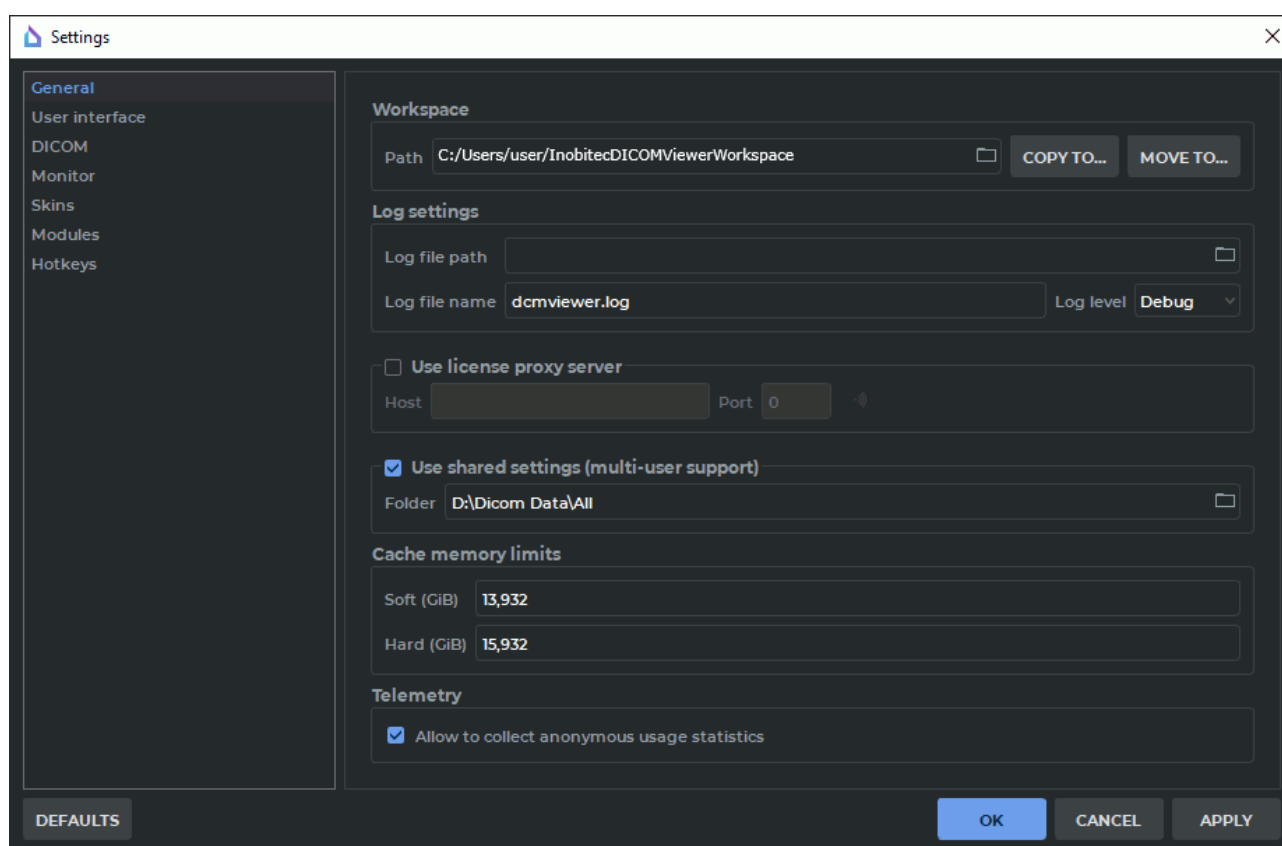 Settings
General
User interface
DICOM
Monitor
Skins
Modules
Hotkeys
Workspace
Path C:/Users/user/InobitecDICOMViewerWorkspace COPY TO... MOVE TO...
Log settings
Log file path
Log file name dcmviewer.log Log level Debug
Use license proxy server
Host Port 0
Use shared settings (multi-user support)
Folder D:\Dicom Data\All
Cache memory limits
Soft (GiB) 13,932
Hard (GiB) 15,932
Telemetry
Allow to collect anonymous usage statistics
DEFAULTS OK CANCEL APPLY